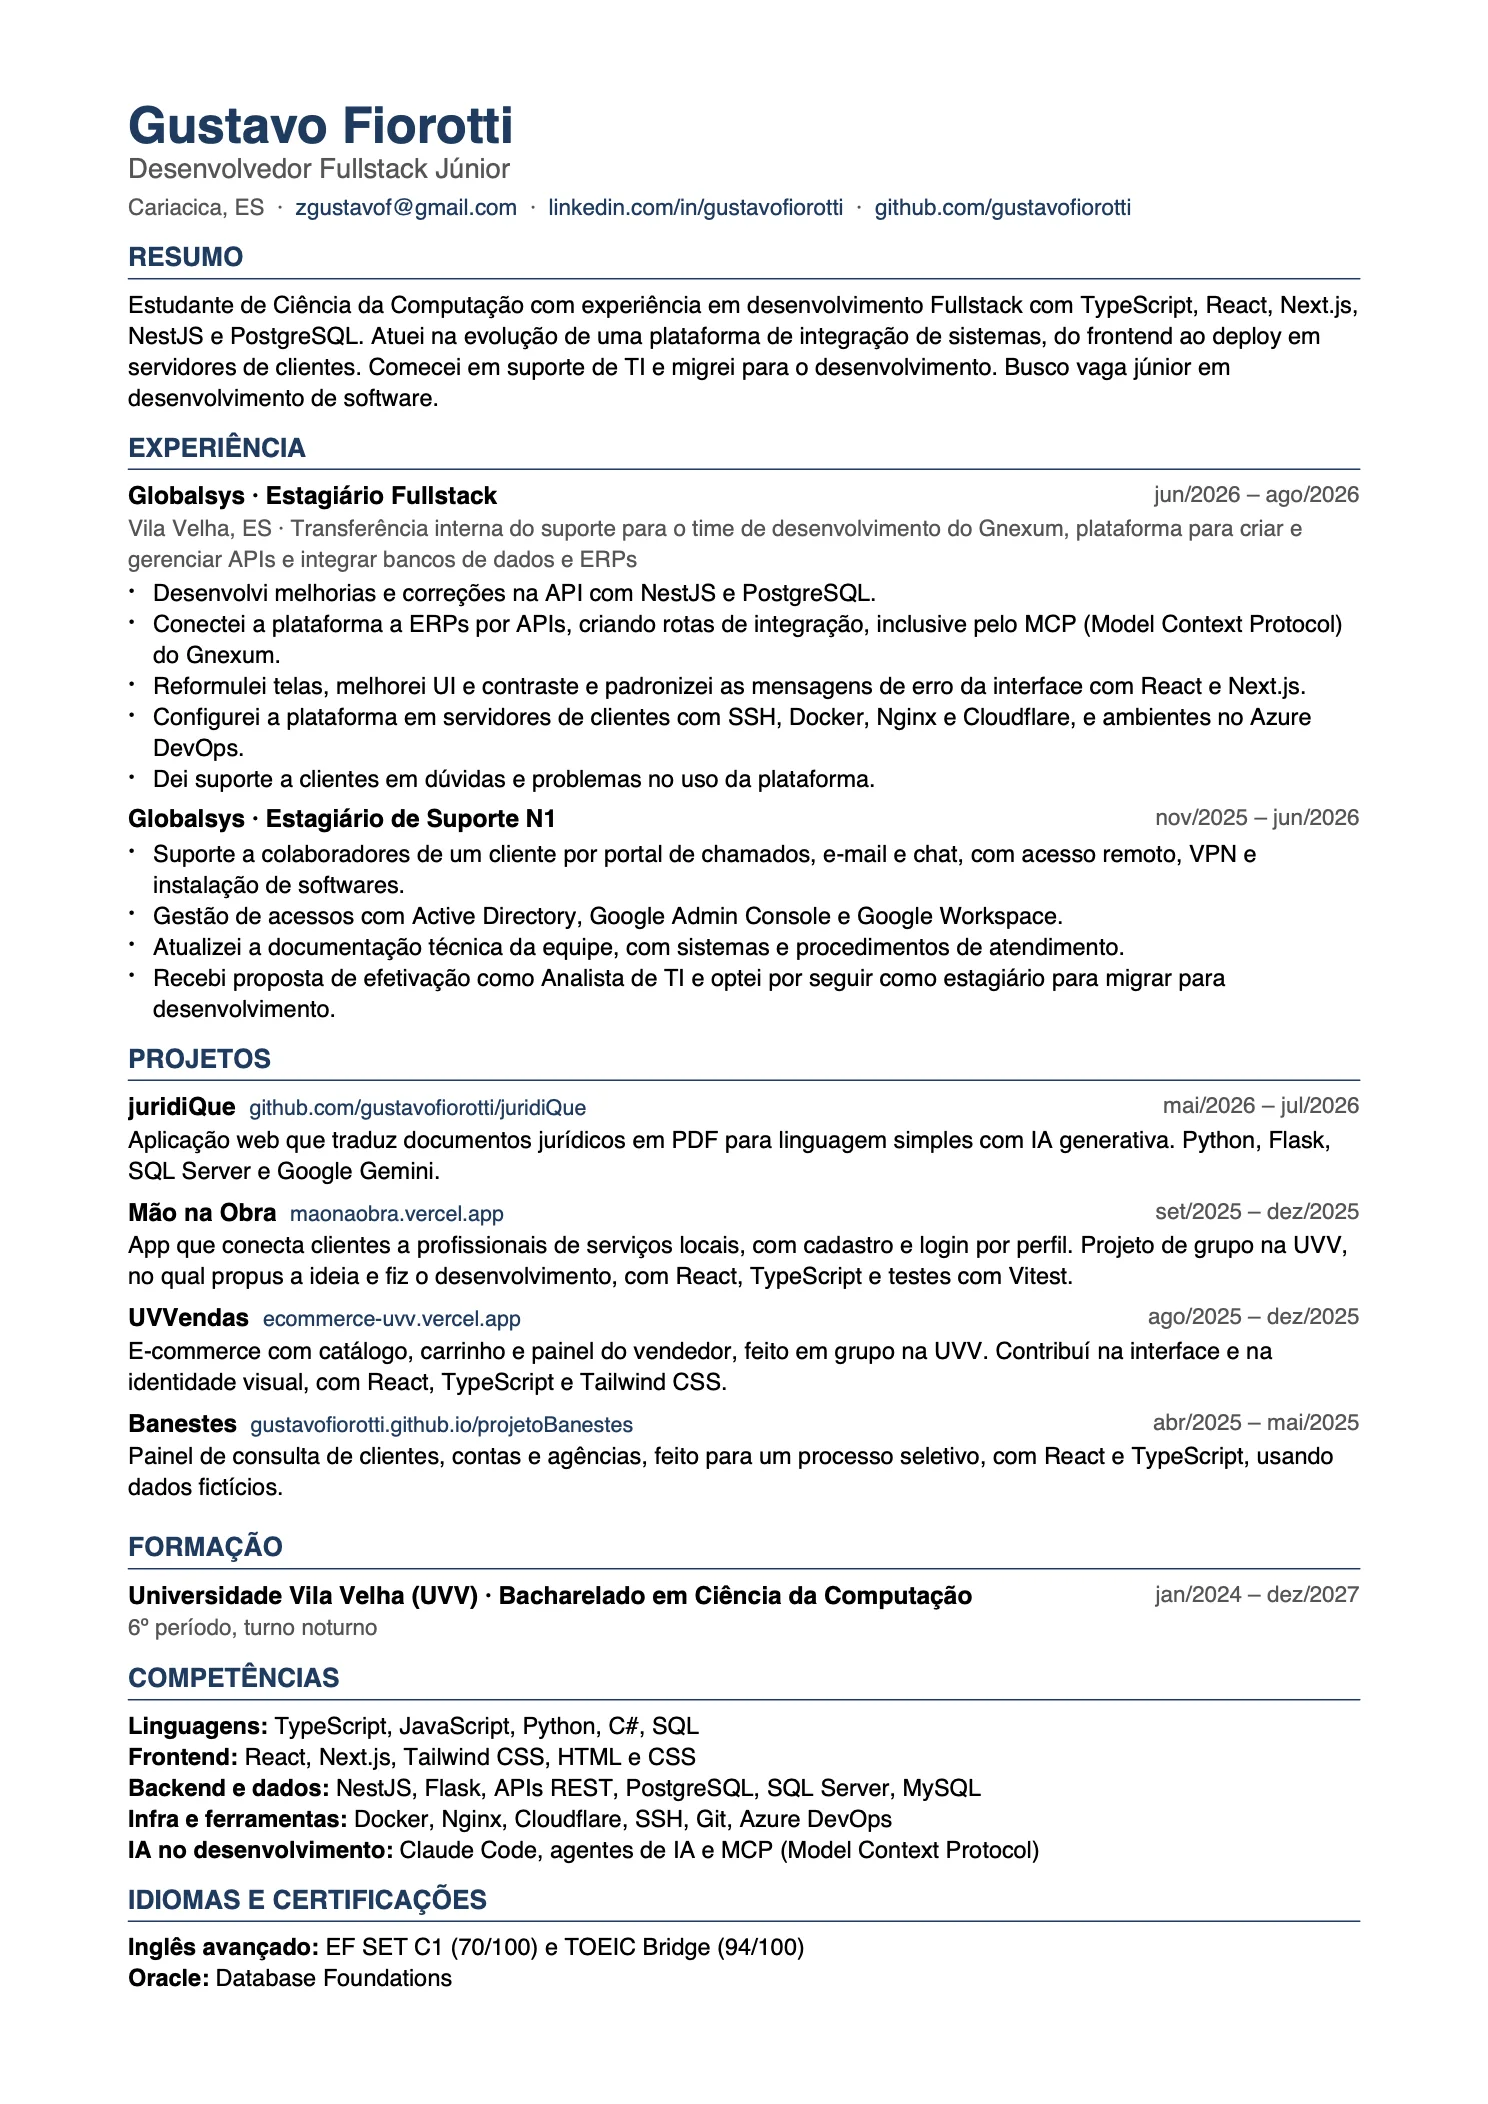 Gustavo Fiorotti
Desenvolvedor Fullstack Júnior
Cariacica, ES · zgustavof@gmail.com · linkedin.com/in/gustavofiorotti · github.com/gustavofiorotti
RESUMO
Estudante de Ciência da Computação com experiência em desenvolvimento Fullstack com TypeScript, React, Next.js,
NestJS e PostgreSQL. Atuei na evolução de uma plataforma de integração de sistemas, do frontend ao deploy em
servidores de clientes. Comecei em suporte de TI e migrei para o desenvolvimento. Busco vaga júnior em
desenvolvimento de software.
EXPERIÊNCIA
Globalsys · Estagiário Fullstack jun/2026 – ago/2026
Vila Velha, ES · Transferência interna do suporte para o time de desenvolvimento do Gnexum, plataforma para criar e
gerenciar APIs e integrar bancos de dados e ERPs
· Desenvolvi melhorias e correções na API com NestJS e PostgreSQL.
· Conectei a plataforma a ERPs por APIs, criando rotas de integração, inclusive pelo MCP (Model Context Protocol)
do Gnexum.
· Reformulei telas, melhorei UI e contraste e padronizei as mensagens de erro da interface com React e Next.js.
· Configurei a plataforma em servidores de clientes com SSH, Docker, Nginx e Cloudflare, e ambientes no Azure
DevOps.
· Dei suporte a clientes em dúvidas e problemas no uso da plataforma.
Globalsys · Estagiário de Suporte N1 nov/2025 – jun/2026
· Suporte a colaboradores de um cliente por portal de chamados, e-mail e chat, com acesso remoto, VPN e
instalação de softwares.
· Gestão de acessos com Active Directory, Google Admin Console e Google Workspace.
· Atualizei a documentação técnica da equipe, com sistemas e procedimentos de atendimento.
· Recebi proposta de efetivação como Analista de TI e optei por seguir como estagiário para migrar para
desenvolvimento.
PROJETOS
juridiQue github.com/gustavofiorotti/juridiQue mai/2026 – jul/2026
Aplicação web que traduz documentos jurídicos em PDF para linguagem simples com IA generativa. Python, Flask,
SQL Server e Google Gemini.
Mão na Obra maonaobra.vercel.app set/2025 – dez/2025
App que conecta clientes a profissionais de serviços locais, com cadastro e login por perfil. Projeto de grupo na UVV,
no qual propus a ideia e fiz o desenvolvimento, com React, TypeScript e testes com Vitest.
UVVendas ecommerce-uvv.vercel.app ago/2025 – dez/2025
E-commerce com catálogo, carrinho e painel do vendedor, feito em grupo na UVV. Contribuí na interface e na
identidade visual, com React, TypeScript e Tailwind CSS.
Banestes gustavofiorotti.github.io/projetoBanestes abr/2025 – mai/2025
Painel de consulta de clientes, contas e agências, feito para um processo seletivo, com React e TypeScript, usando
dados fictícios.
FORMAÇÃO
Universidade Vila Velha (UVV) · Bacharelado em Ciência da Computação jan/2024 – dez/2027
6º período, turno noturno
COMPETÊNCIAS
Linguagens: TypeScript, JavaScript, Python, C#, SQL
Frontend: React, Next.js, Tailwind CSS, HTML e CSS
Backend e dados: NestJS, Flask, APIs REST, PostgreSQL, SQL Server, MySQL
Infra e ferramentas: Docker, Nginx, Cloudflare, SSH, Git, Azure DevOps
IA no desenvolvimento: Claude Code, agentes de IA e MCP (Model Context Protocol)
IDIOMAS E CERTIFICAÇÕES
Inglês avançado: EF SET C1 (70/100) e TOEIC Bridge (94/100)
Oracle: Database Foundations